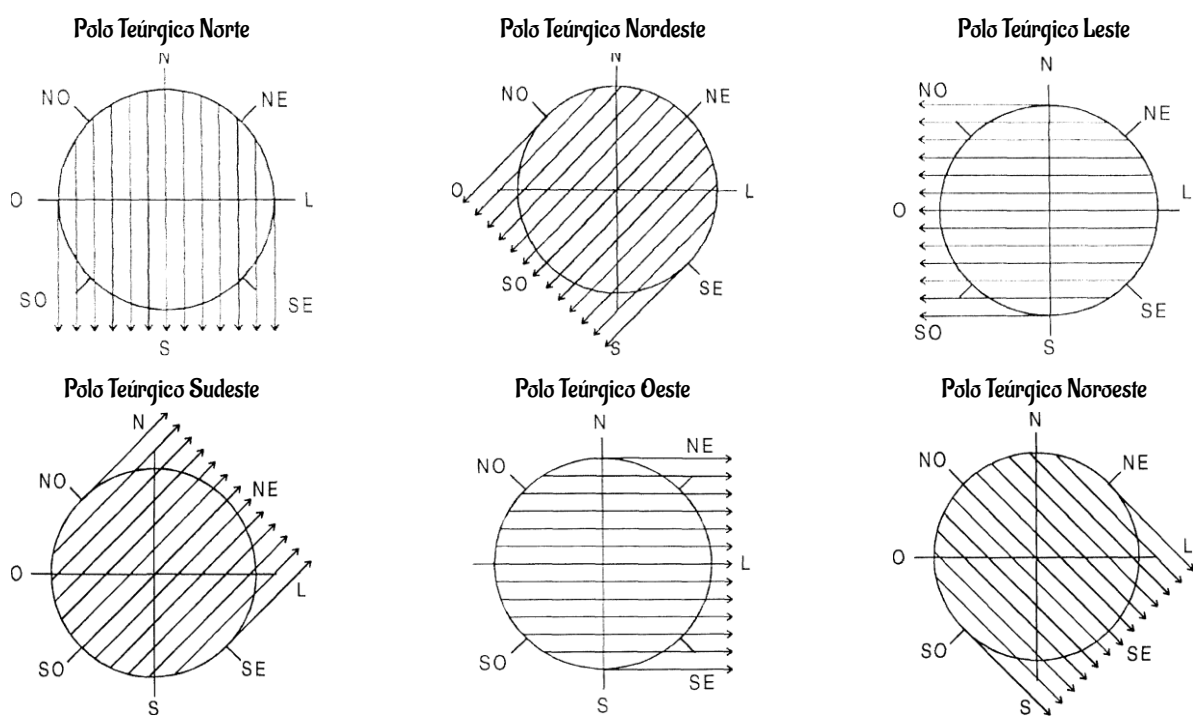 Polo Teúrgico Norte
N
NO
NE
O
L
SO
SE
S
Polo Teúrgico Nordeste
N
NO
NE
O
L
SO
SE
S
Polo Teúrgico Leste
N
NO
NE
O
L
SO
SE
S
Polo Teúrgico Sudeste
N
NO
NE
O
L
SO
SE
S
Polo Teúrgico Oeste
N
NE
NO
L
SO
SE
S
Polo Teúrgico Noroeste
N
NO
NE
O
L
SO
SE
S